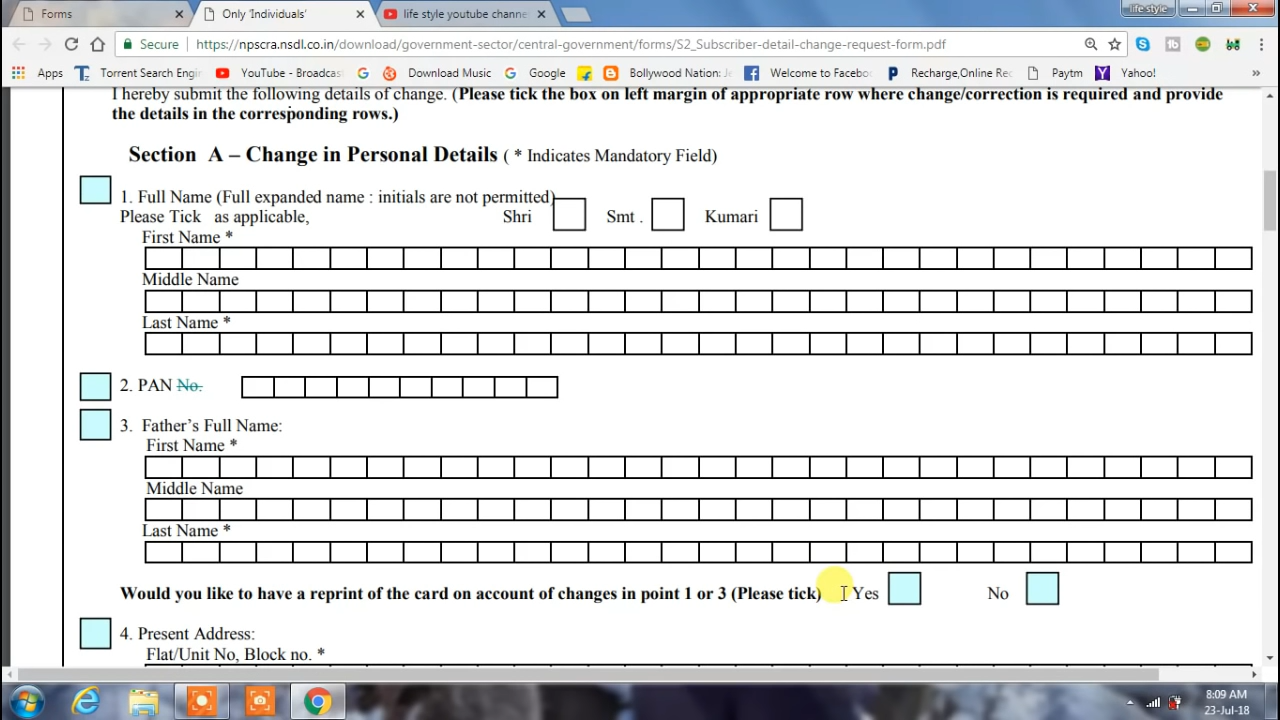 Forms
Only 'Individuals'
life style youtube channe
life style
Secure
https://npscra.nsdl.co.in/download/government-sector/central-government/forms/S2_Subscriber-detail-change-request-form.pdf
Apps
Torrent Search Engi
YouTube - Broadcas
Download Music
Google
Bollywood Nation: Je
Welcome to Facebo
Recharge,Online Rec
Paytm
Yahoo!
»
I hereby submit the following details of change. (Please tick the box on left margin of appropriate row where change/correction is required and provide
the details in the corresponding rows.)
Section A – Change in Personal Details ( * Indicates Mandatory Field)
1. Full Name (Full expanded name : initials are not permitted)
Please Tick as applicable, Shri Smt . Kumari
First Name *
Middle Name
Last Name *
2. PAN No.
3. Father's Full Name:
First Name *
Middle Name
Last Name *
Would you like to have a reprint of the card on account of changes in point 1 or 3 (Please tick) Yes No
4. Present Address:
Flat/Unit No, Block no. *
8:09 AM
23-Jul-18